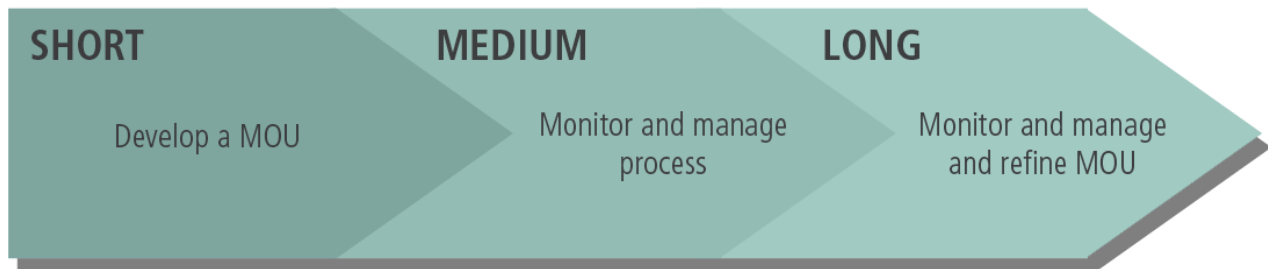 SHORT
Develop a MOU
MEDIUM
Monitor and manage
process
LONG
Monitor and manage
and refine MOU